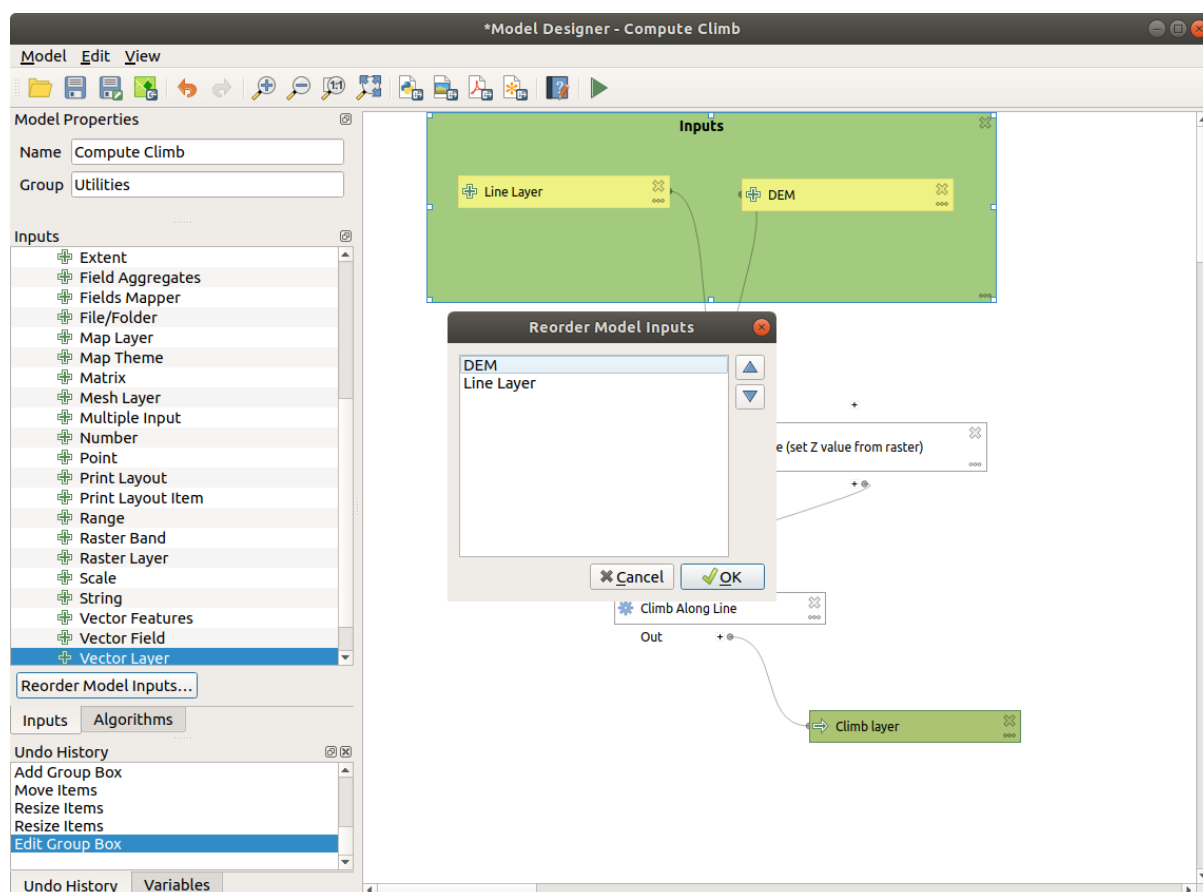 *Model Designer - Compute Climb
Model Edit View
Model Properties
Name Compute Climb
Group Utilities
Inputs
Extent
Field Aggregates
Fields Mapper
File/Folder
Map Layer
Map Theme
Matrix
Mesh Layer
Multiple Input
Number
Point
Print Layout
Print Layout Item
Range
Raster Band
Raster Layer
Scale
String
Vector Features
Vector Field
Vector Layer
Reorder Model Inputs...
Inputs Algorithms
Undo History
Add Group Box
Move Items
Resize Items
Resize Items
Edit Group Box
Undo History Variables
Inputs
Line Layer
DEM
Reorder Model Inputs
DEM
Line Layer
Cancel OK
e (set Z value from raster)
Climb Along Line
Out
Climb layer